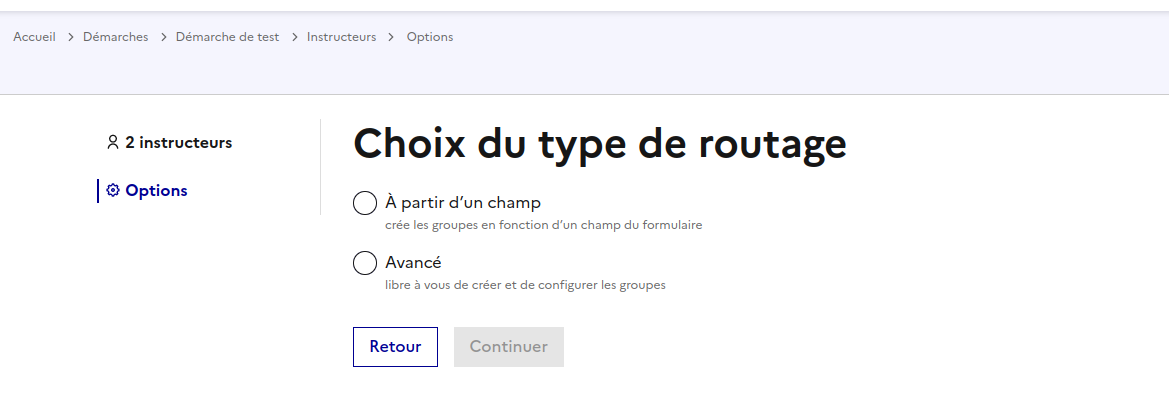 Accueil > Démarches > Démarche de test > Instructeurs > Options
2 instructeurs
Options
Choix du type de routage
À partir d’un champ
crée les groupes en fonction d’un champ du formulaire
Avancé
libre à vous de créer et de configurer les groupes
Retour Continuer